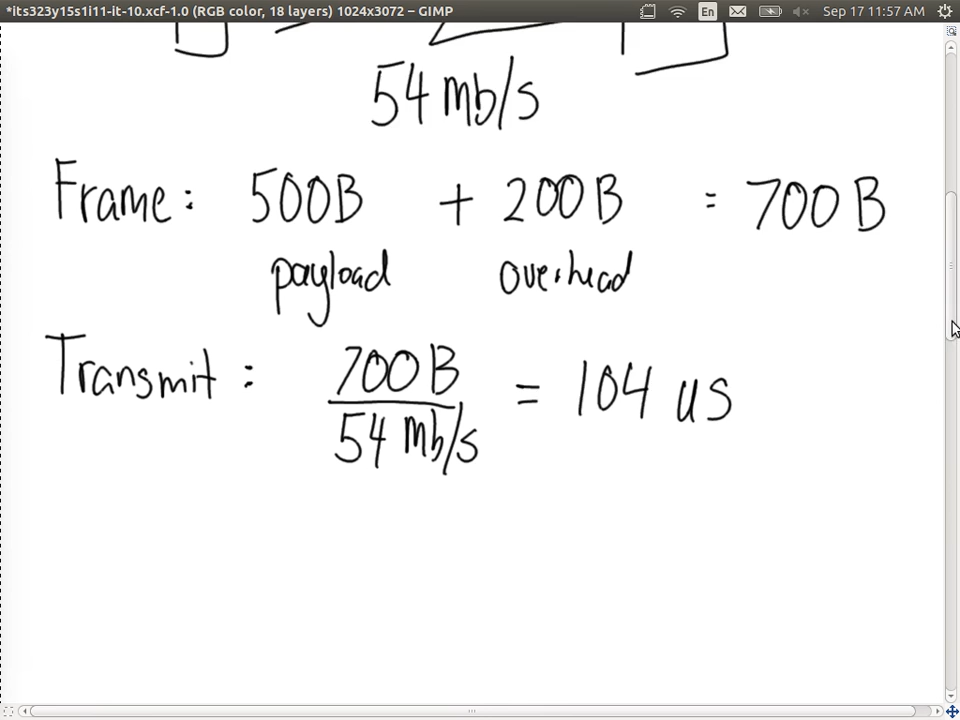 *its323y15s1i11-it-10.xcf-1.0 (RGB color, 18 layers) 1024x3072 – GIMP En Sep 17 11:57 AM
54 mb/s
Frame: 500B + 200B = 700B
payload overhead
Transmit: 700B / 54 mb/s = 104 us